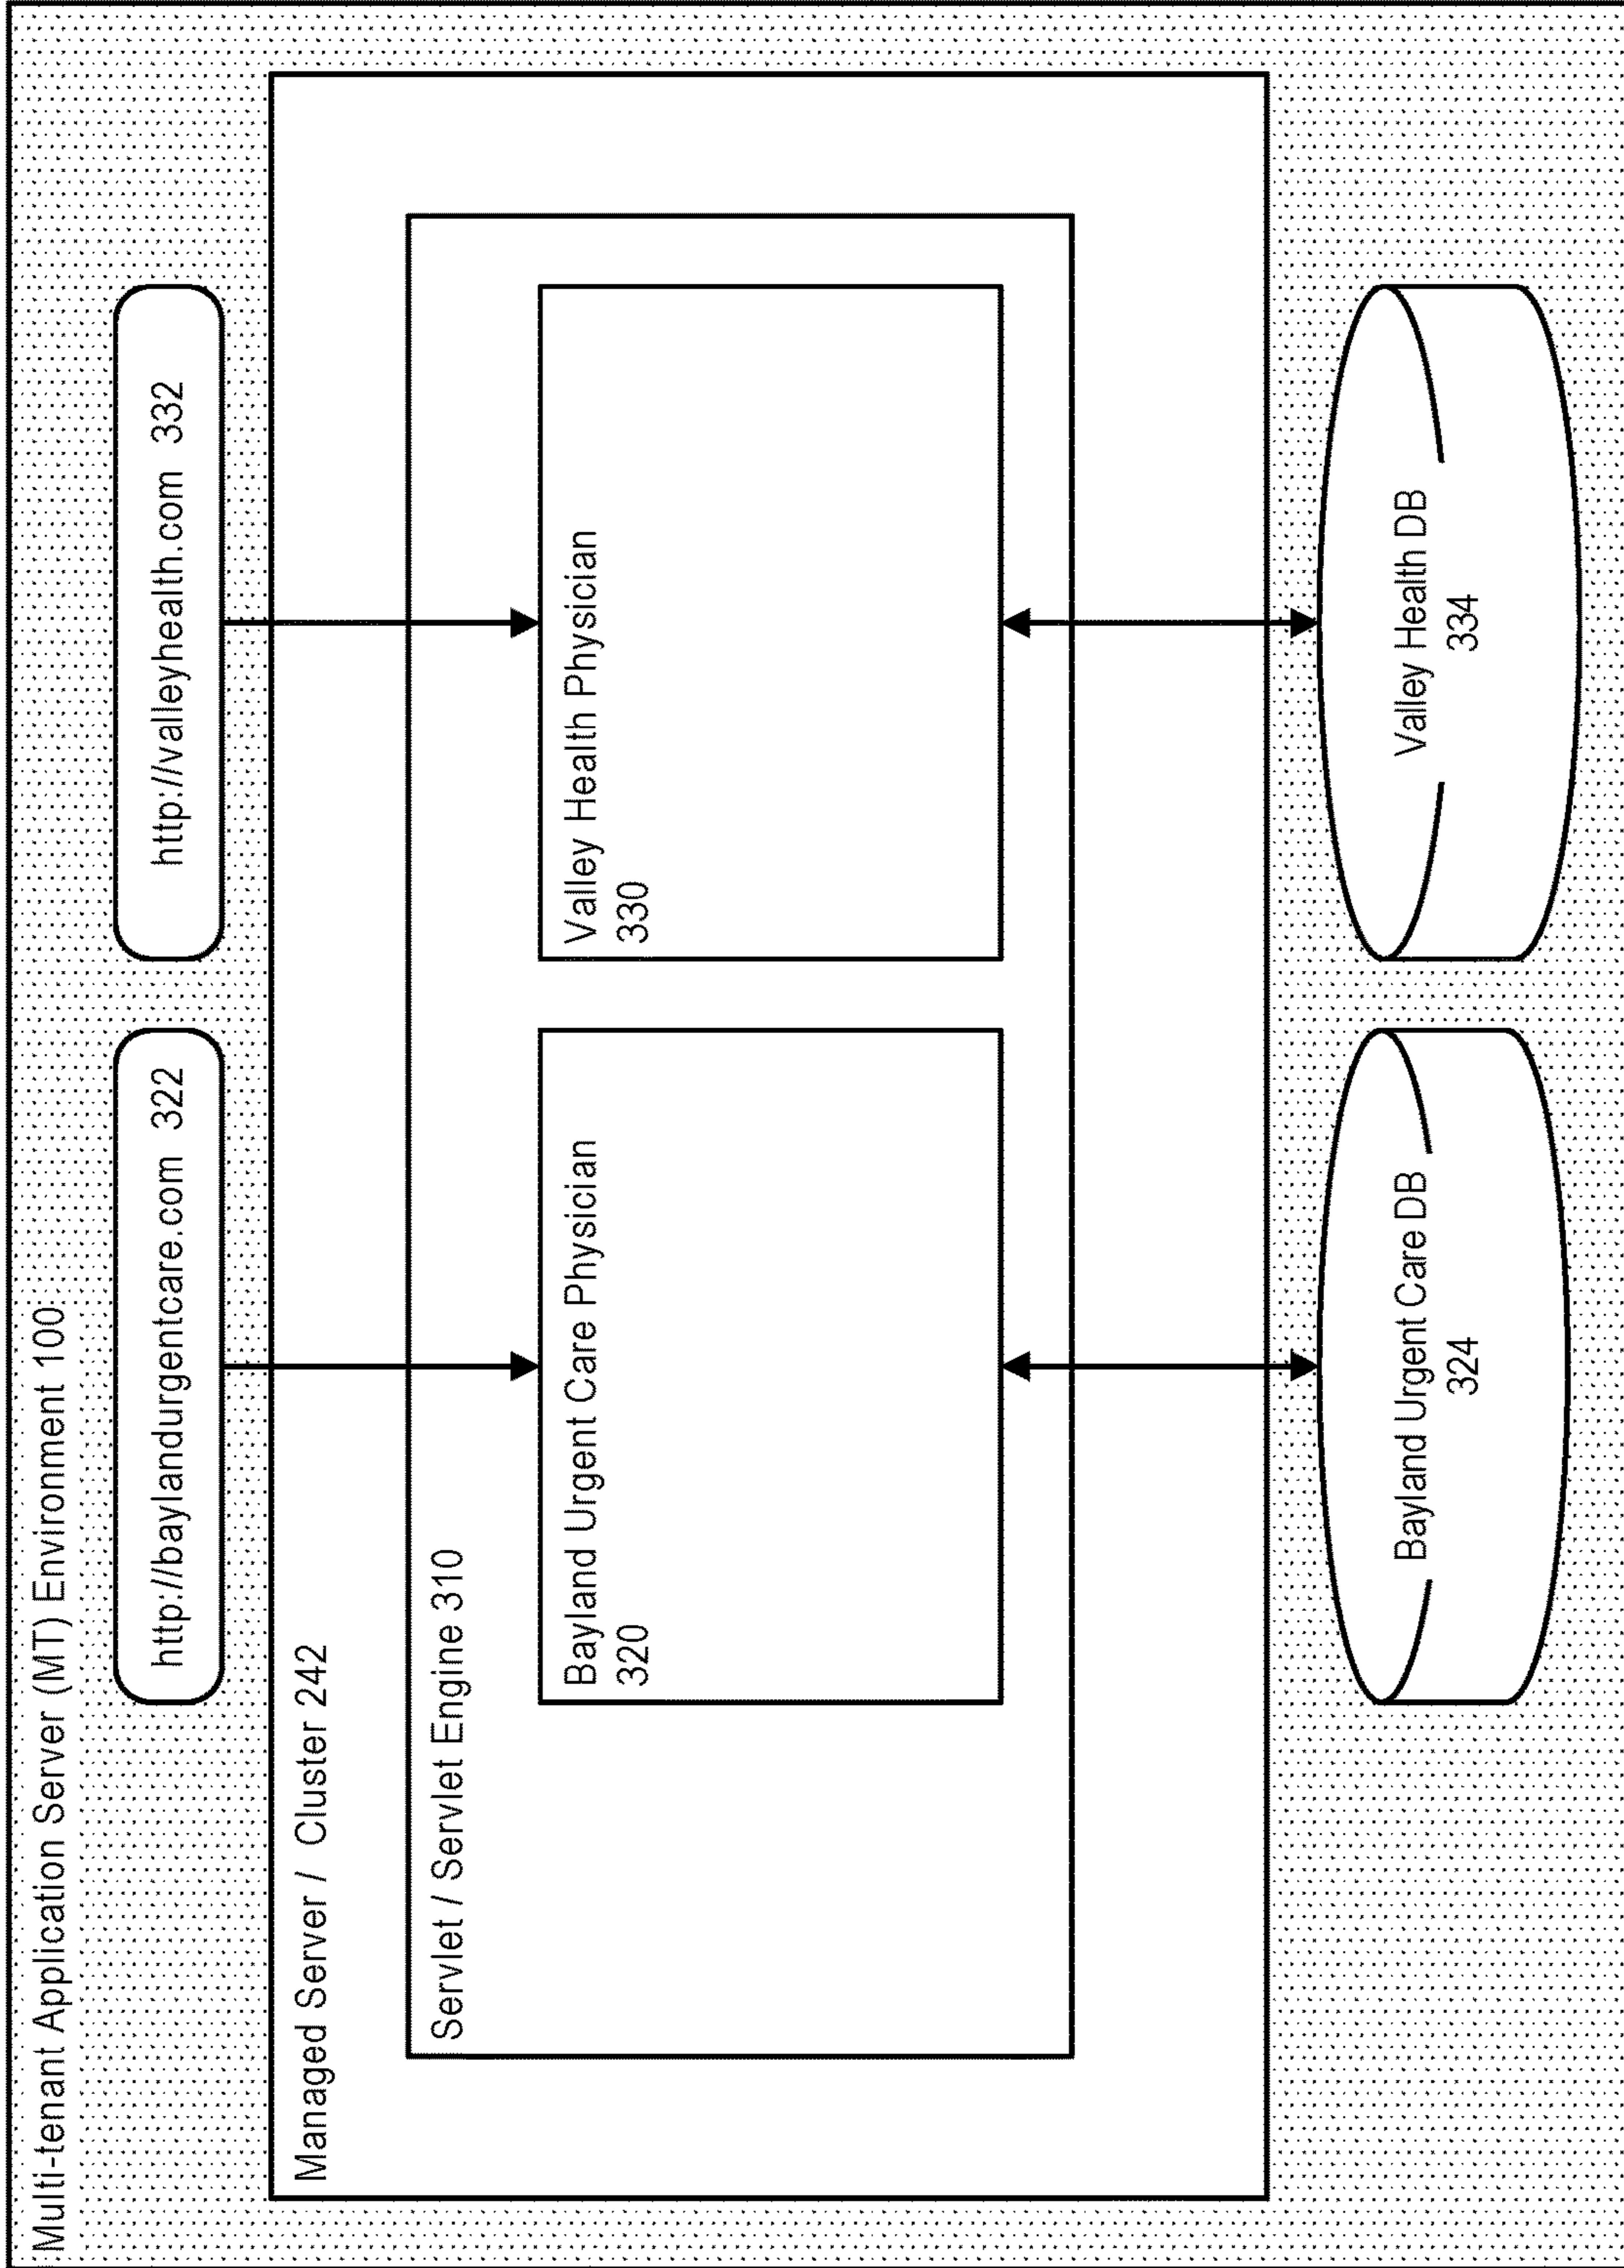 Multi-tenant Application Server (MT) Environment 100
http://baylandurgentcare.com 322
http://valleyhealth.com 332
Managed Server / Cluster 242
Servlet / Servlet Engine 310
Bayland Urgent Care Physician
320
Valley Health Physician
330
Bayland Urgent Care DB
324
Valley Health DB
334